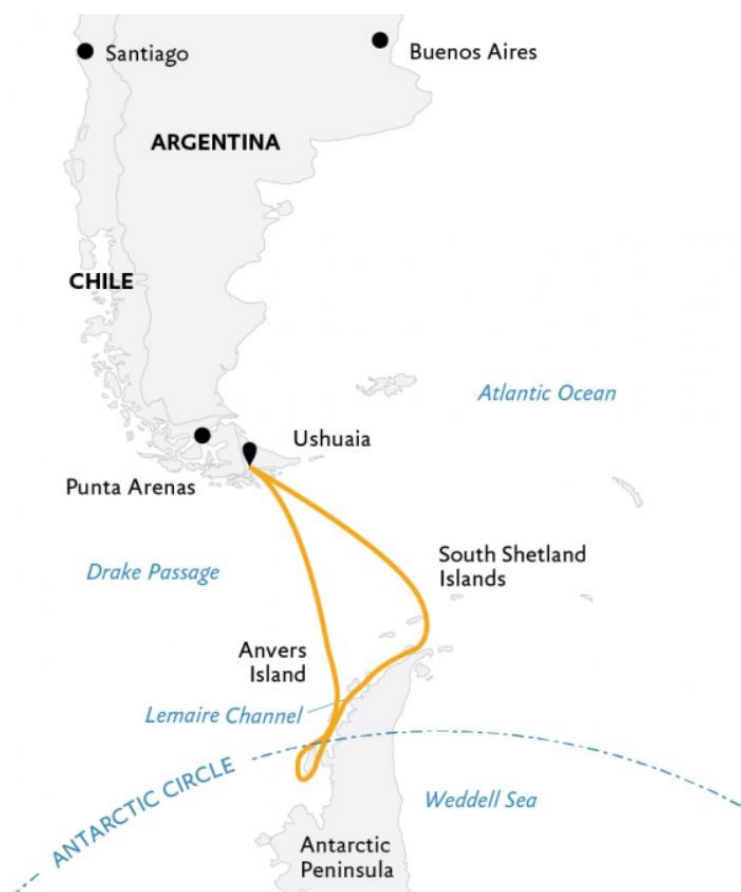 Santiago
Buenos Aires
ARGENTINA
CHILE
Atlantic Ocean
Ushuaia
Punta Arenas
South Shetland
Islands
Drake Passage
Anvers
Island
Lemaire Channel
ANTARCTIC CIRCLE
Weddell Sea
Antarctic
Peninsula